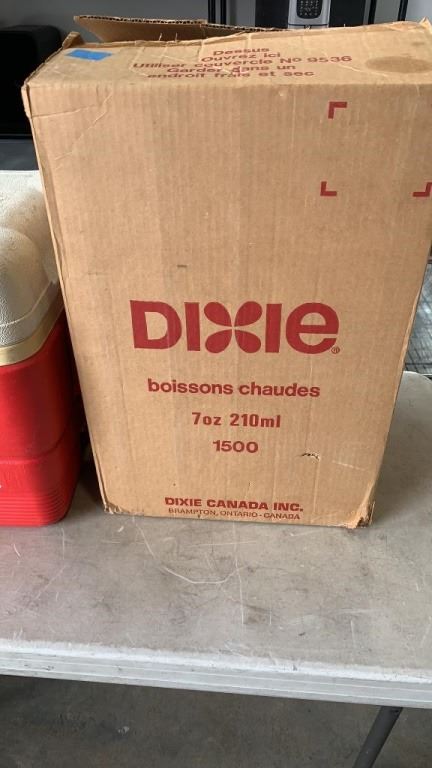 Dessus
Ouvrez ici
Utiliser couvercle No 9536
Garder dans un
endroit frais et sec
DIXIE®
boissons chaudes
7oz 210ml
1500
DIXIE CANADA INC.
BRAMPTON, ONTARIO - CANADA